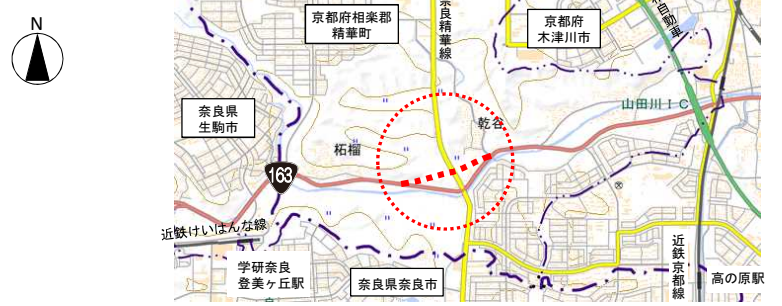 N
京都府相楽郡
精華町
奈良精華線
京都府
木津川市
自動車
奈良県
生駒市
山田川IC
乾谷
柘榴
163
近鉄けいはんな線
学研奈良
登美ヶ丘駅
奈良県奈良市
近鉄京都線
高の原駅